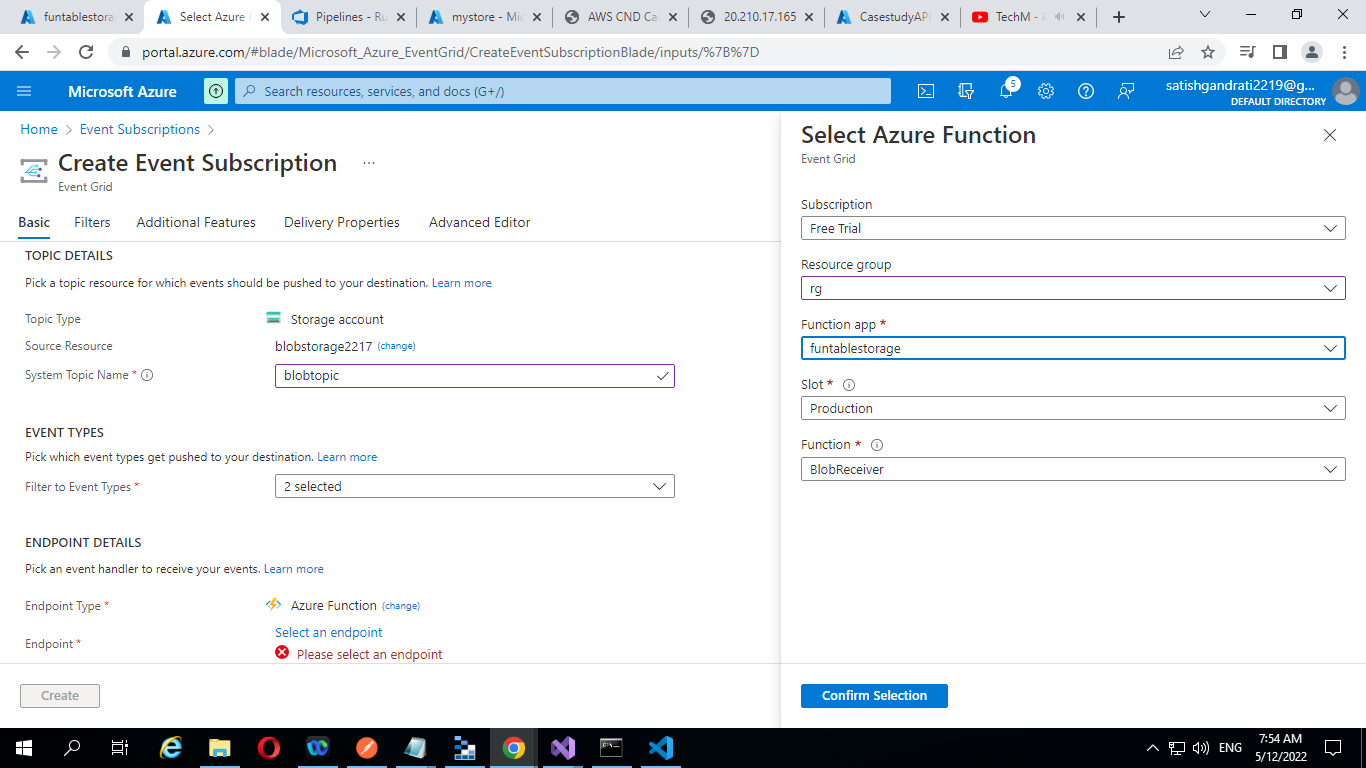 funtablestora
Select Azure F
Pipelines - Ru
mystore - Mic
AWS CND Ca
20.210.17.165
CasestudyAPI
TechM - A
portal.azure.com/#blade/Microsoft_Azure_EventGrid/CreateEventSubscriptionBlade/inputs/%7B%7D
Microsoft Azure
Search resources, services, and docs (G+/)
5
satishgandrati2219@g...
DEFAULT DIRECTORY
Home > Event Subscriptions >
Create Event Subscription ...
Event Grid
Basic Filters Additional Features Delivery Properties Advanced Editor
TOPIC DETAILS
Pick a topic resource for which events should be pushed to your destination. Learn more
Topic Type Storage account
Source Resource blobstorage2217 (change)
System Topic Name * blobtopic
EVENT TYPES
Pick which event types get pushed to your destination. Learn more
Filter to Event Types * 2 selected
ENDPOINT DETAILS
Pick an event handler to receive your events. Learn more
Endpoint Type * Azure Function (change)
Endpoint * Select an endpoint
Please select an endpoint
Create
Select Azure Function
Event Grid
Subscription
Free Trial
Resource group
rg
Function app *
funtablestorage
Slot *
Production
Function *
BlobReceiver
Confirm Selection
ENG
7:54 AM
5/12/2022